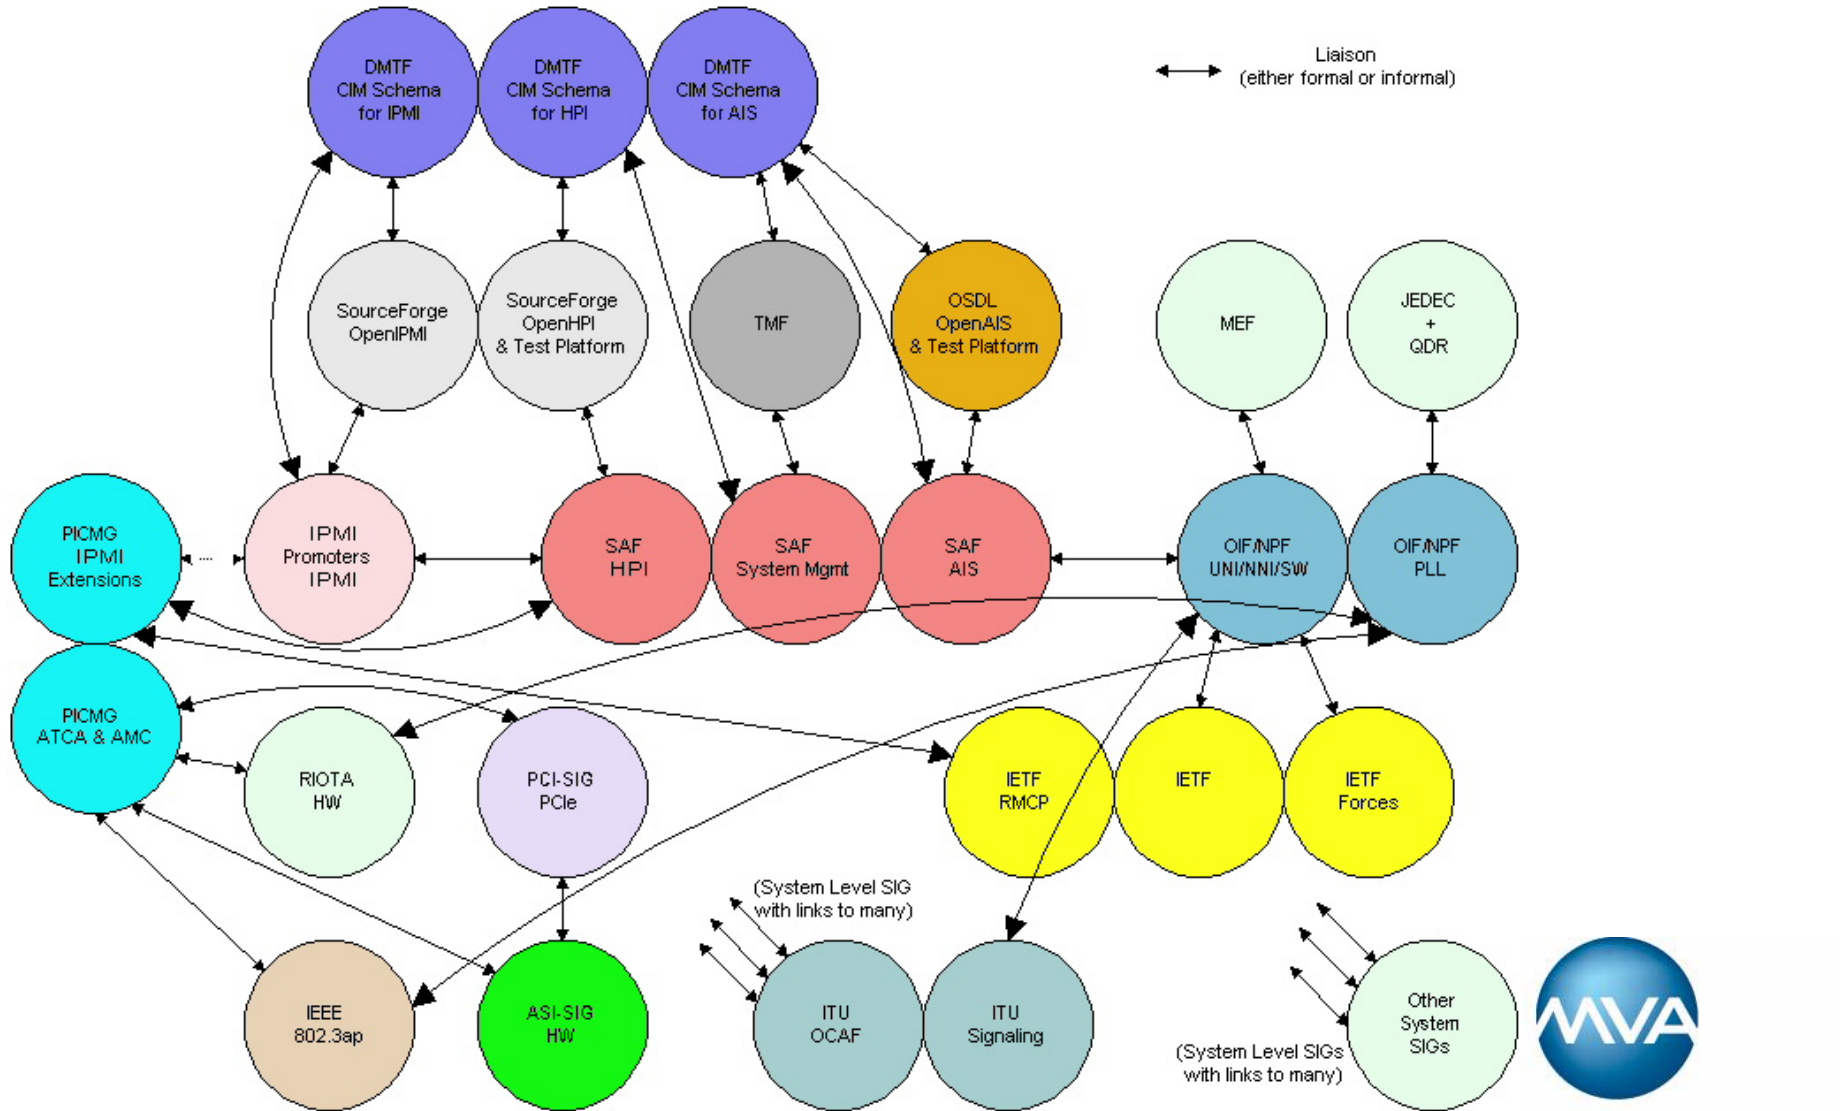 DMTF
CIM Schema
for IPMI
DMTF
CIM Schema
for HPI
DMTF
CIM Schema
for AIS
Liaison
(either formal or informal)
SourceForge
OpenIPMI
SourceForge
OpenHPI
& Test Platform
TMF
OSDL
OpenAIS
& Test Platform
MEF
JEDEC
+
QDR
PICMG
IPMI
Extensions
IPMI
Promoters
IPMI
SAF
HPI
SAF
System Mgmt
SAF
AIS
OIF/NPF
UNI/NNI/SW
OIF/NPF
PLL
PICMG
ATCA & AMC
RIOTA
HW
PCI-SIG
PCIe
IETF
RMCP
IETF
IETF
Forces
(System Level SIG
with links to many)
IEEE
802.3ap
ASI-SIG
HW
ITU
OCAF
ITU
Signaling
(System Level SIGs
with links to many)
Other
System
SIGs
MVA